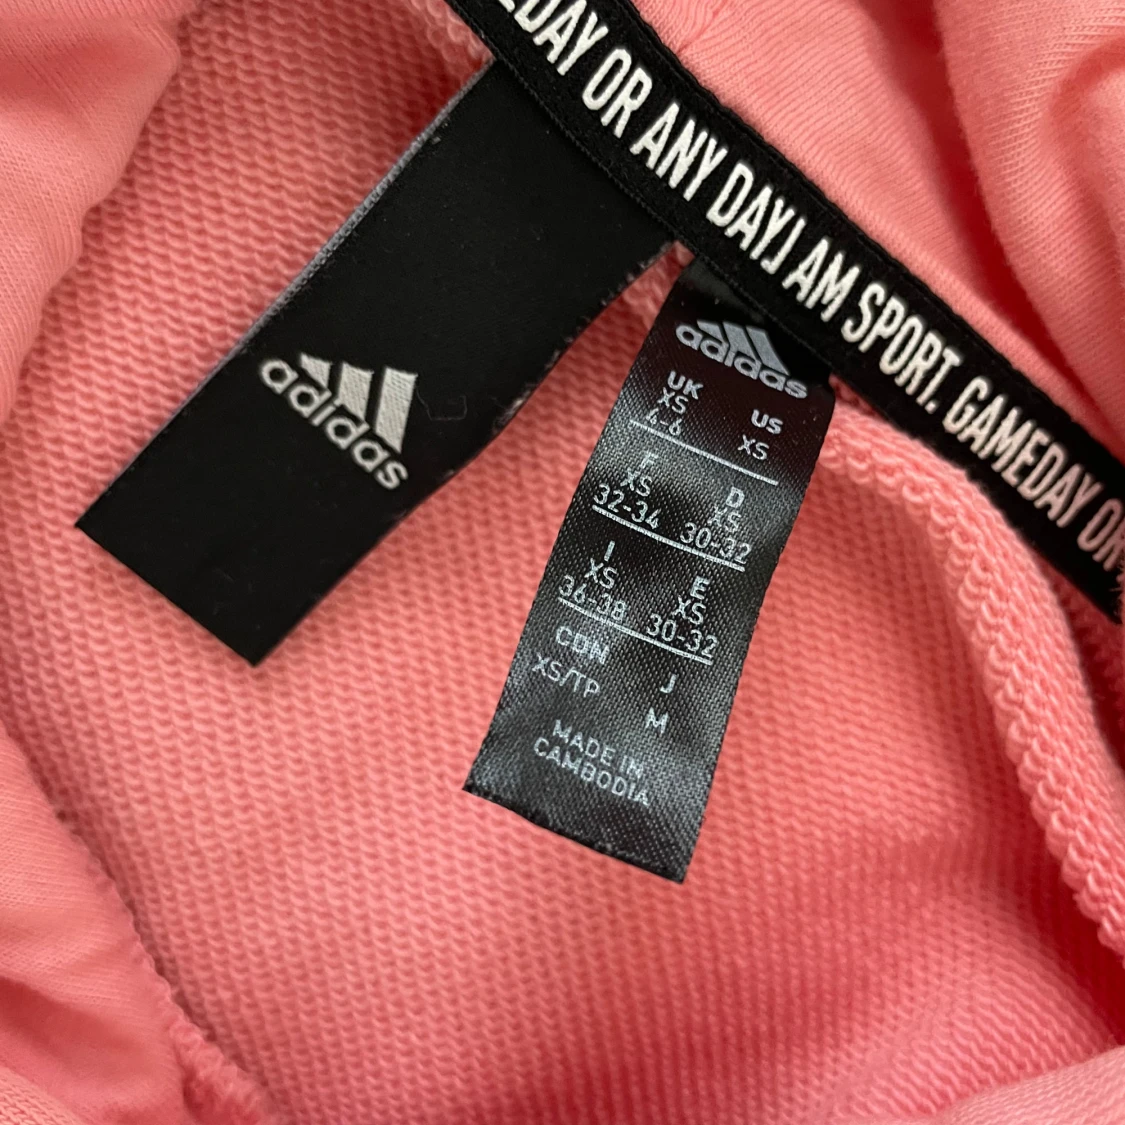 EDAY OR ANY DAY.I AM SPORT. GAMEDAY OR
adidas
adidas
UK US
XS XS
4-6
F D
XS XS
32-34 30-32
I E
XS XS
36-38 30-32
CDN J
XS/TP M
MADE IN
CAMBODIA